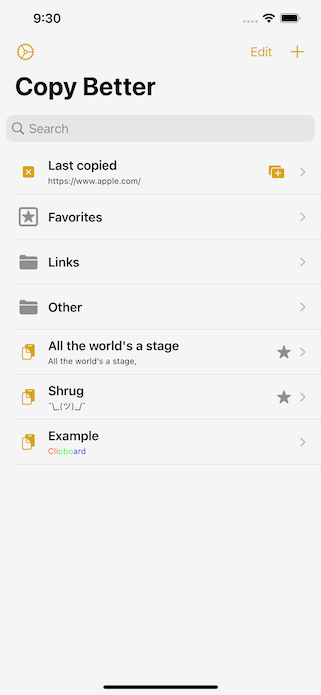 9:30
Edit
Copy Better
Search
Last copied
https://www.apple.com/
Favorites
Links
Other
All the world's a stage
All the world's a stage,
Shrug
¯\_(ツ)_/¯
Example
Clipboard